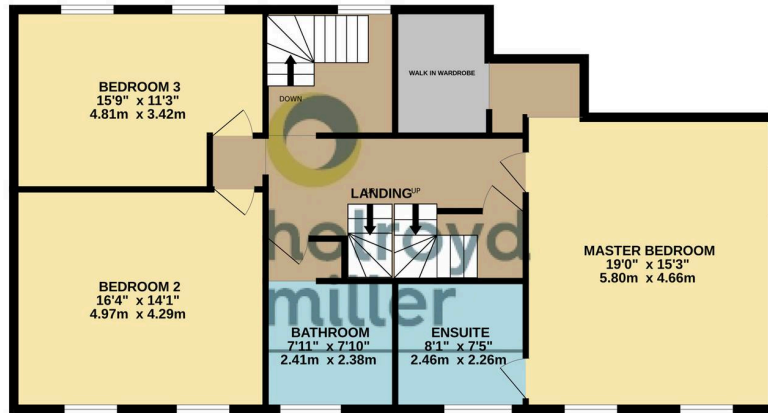 BEDROOM 3
15'9" x 11'3"
4.81m x 3.42m
DOWN
WALK IN WARDROBE
LANDING
UP
UP
holroyd
miller
MASTER BEDROOM
19'0" x 15'3"
5.80m x 4.66m
BEDROOM 2
16'4" x 14'1"
4.97m x 4.29m
BATHROOM
7'11" x 7'10"
2.41m x 2.38m
ENSUITE
8'1" x 7'5"
2.46m x 2.26m